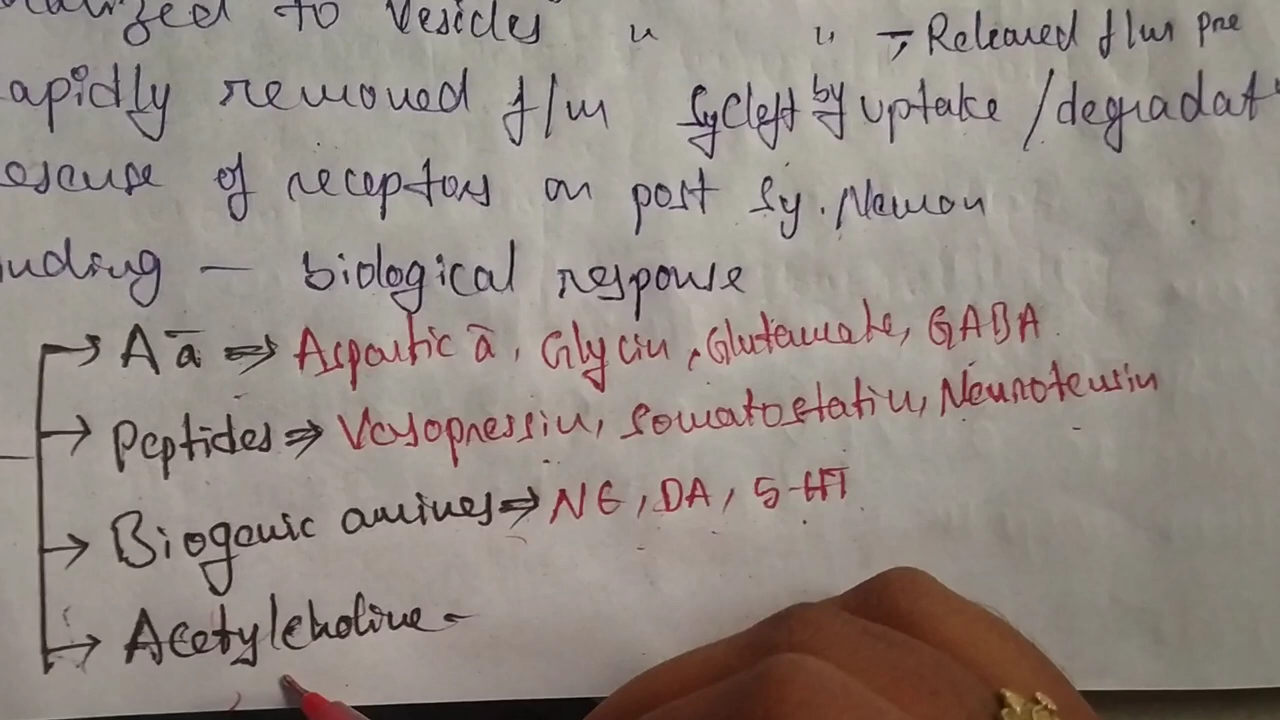 to Vesicles " " → Released f/m pre
apidly removed f/m Sy Cleft by uptake / degradat
of receptors on post Sy. Neuron
nding — biological response
→ A ā ⇒ Aspartic ā, Glycin, Glutamate, GABA
→ Peptides ⇒ Vasopressin, Somatostatin, Neurotensin
→ Biogenic amines ⇒ NE, DA, 5-HT
→ Acetylcholine -